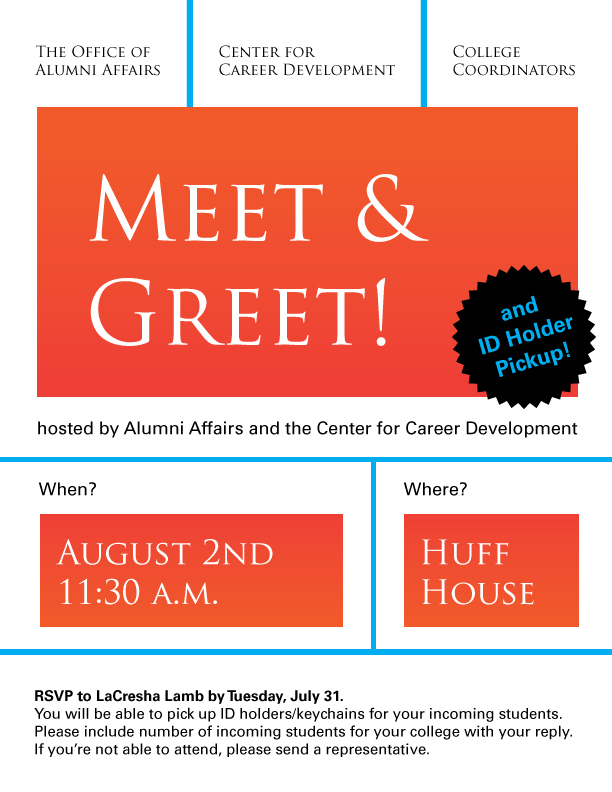 The Office of
Alumni Affairs
Center for
Career Development
College
Coordinators
Meet &
Greet!
and
ID Holder
Pickup!
hosted by Alumni Affairs and the Center for Career Development
When?
August 2nd
11:30 a.m.
Where?
Huff
House
RSVP to LaCresha Lamb by Tuesday, July 31.
You will be able to pick up ID holders/keychains for your incoming students.
Please include number of incoming students for your college with your reply.
If you’re not able to attend, please send a representative.